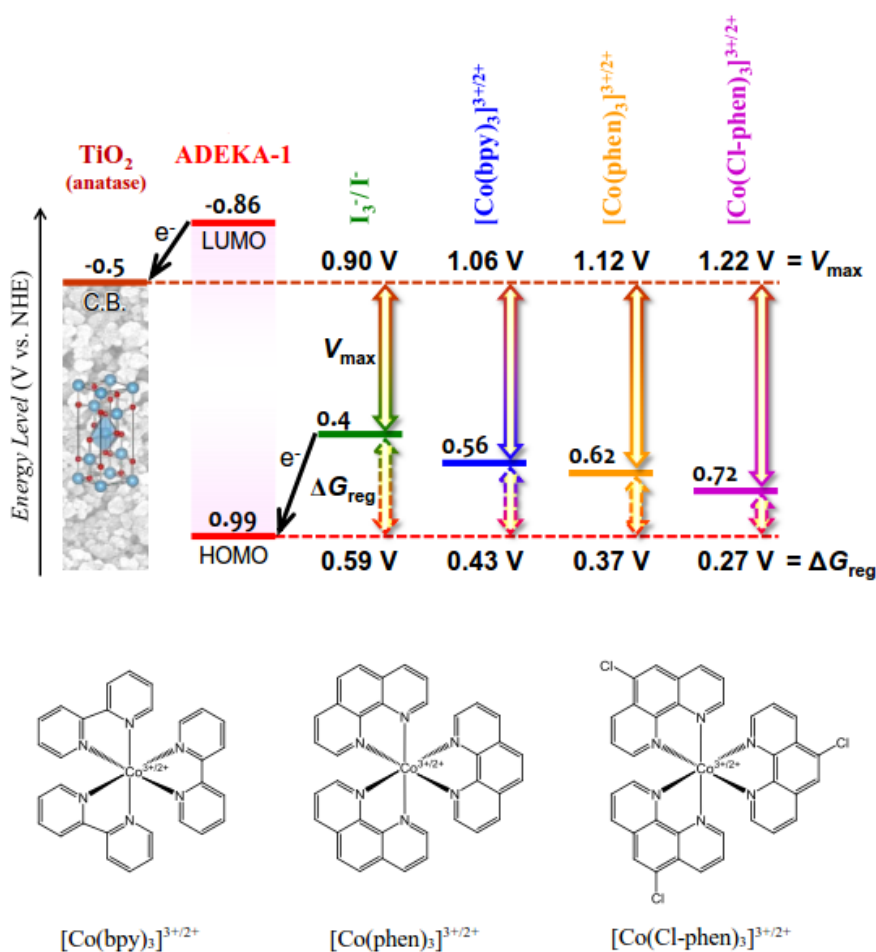 [Co(bpy)₃]³⁺/²⁺
[Co(phen)₃]³⁺/²⁺
[Co(Cl-phen)₃]³⁺/²⁺
I₃⁻/ I⁻
TiO₂
(anatase)
ADEKA-1
Energy Level (V vs. NHE)
-0.86
LUMO
e⁻
-0.5
C.B.
0.90 V
1.06 V
1.12 V
1.22 V = Vmax
Vmax
0.4
0.56
0.62
0.72
e⁻
ΔGreg
0.99
HOMO
0.59 V
0.43 V
0.37 V
0.27 V = ΔGreg
N
N
N
N
N
N
Co³⁺/²⁺
N
N
N
N
N
N
Co³⁺/²⁺
Cl
Cl
Cl
N
N
N
N
N
N
Co³⁺/²⁺
[Co(bpy)₃]³⁺/²⁺
[Co(phen)₃]³⁺/²⁺
[Co(Cl-phen)₃]³⁺/²⁺